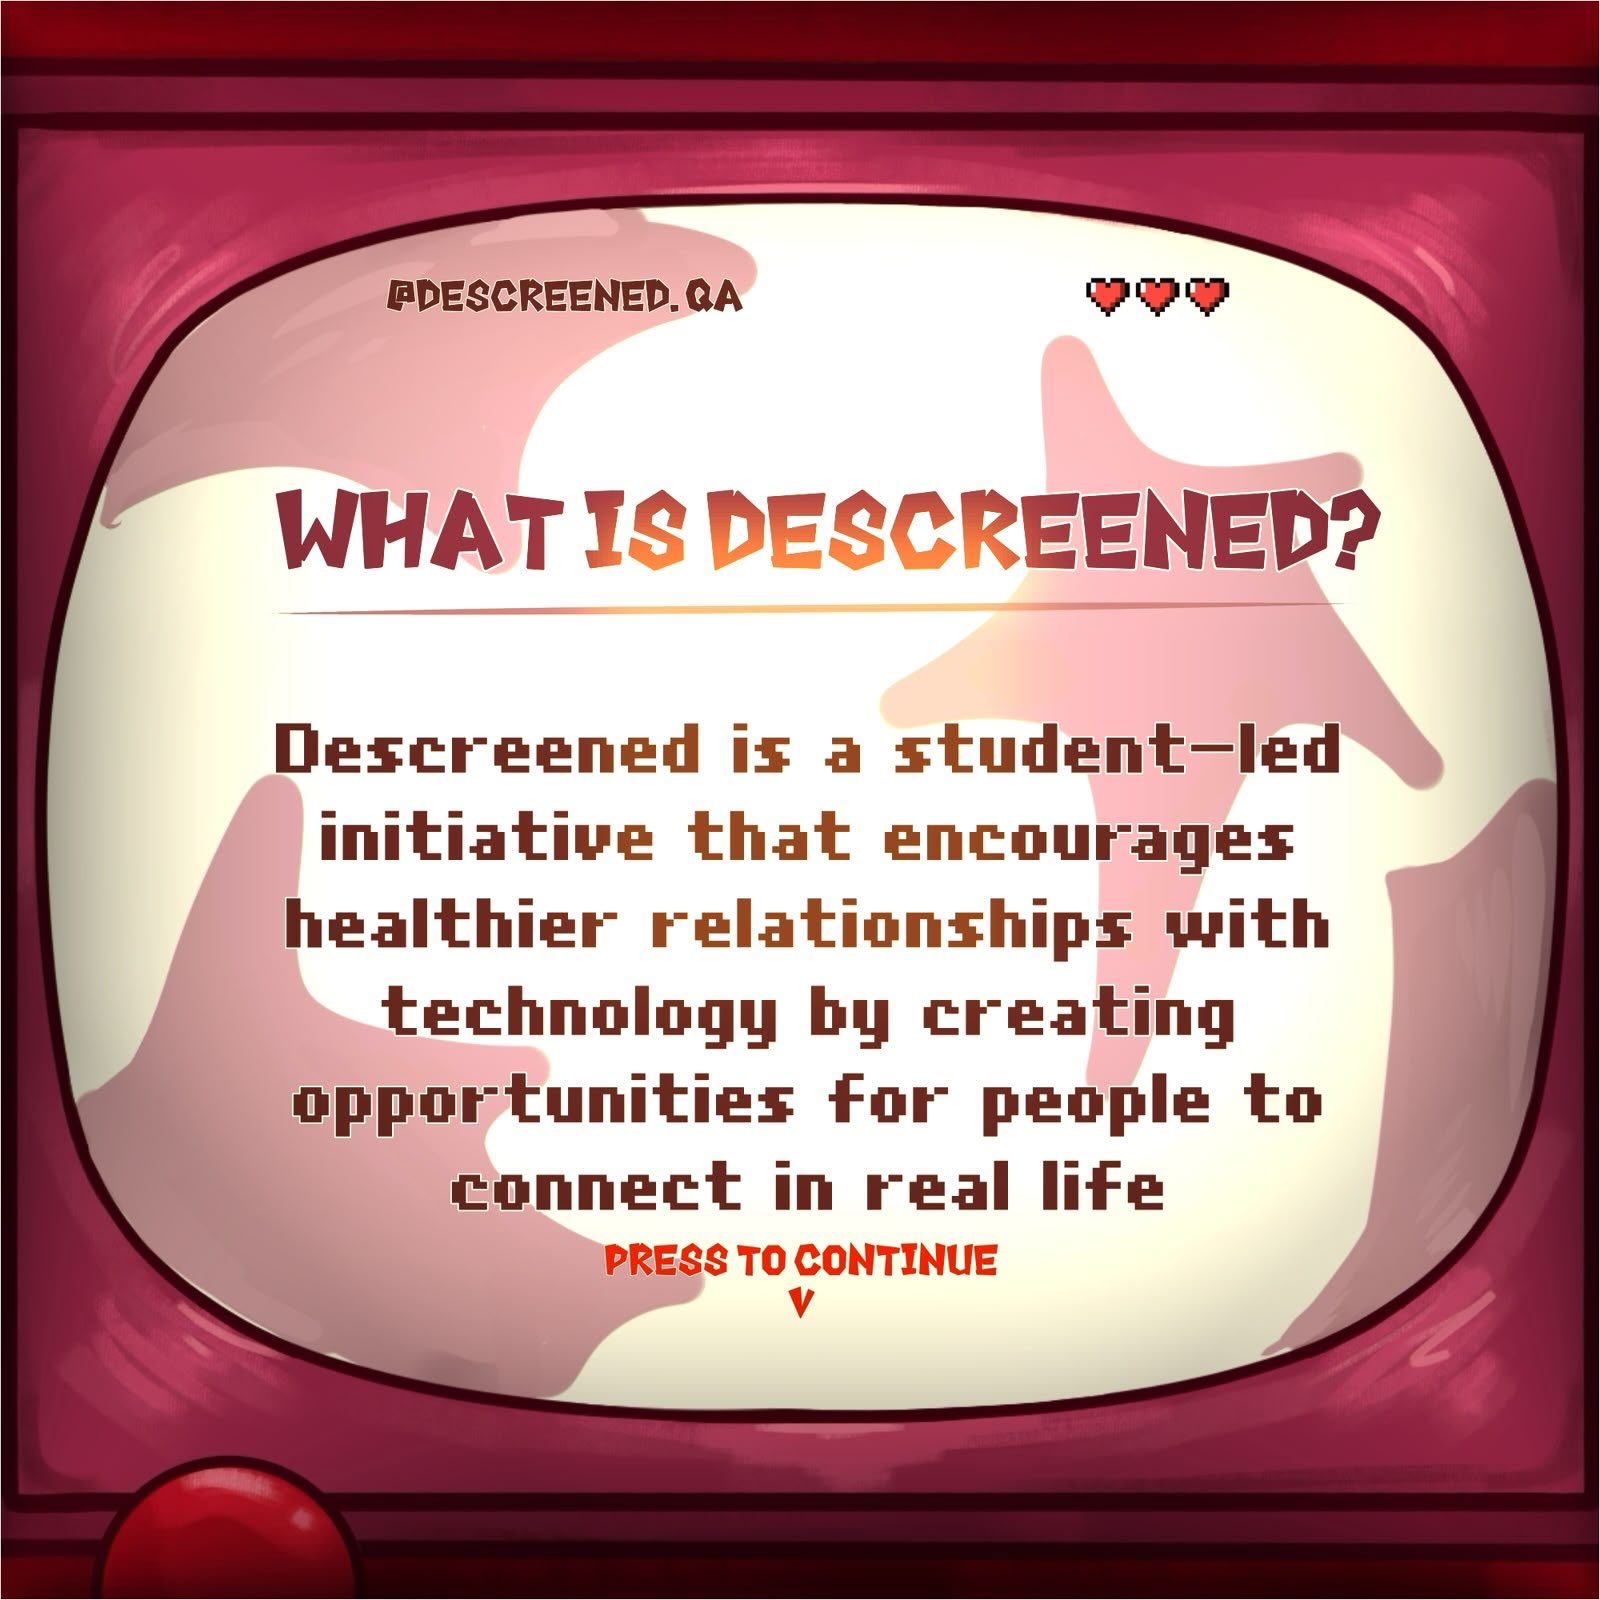 @DESCREENED.QA
WHAT IS DESCREENED?
Descreened is a student-led
initiative that encourages
healthier relationships with
technology by creating
opportunities for people to
connect in real life
PRESS TO CONTINUE
V